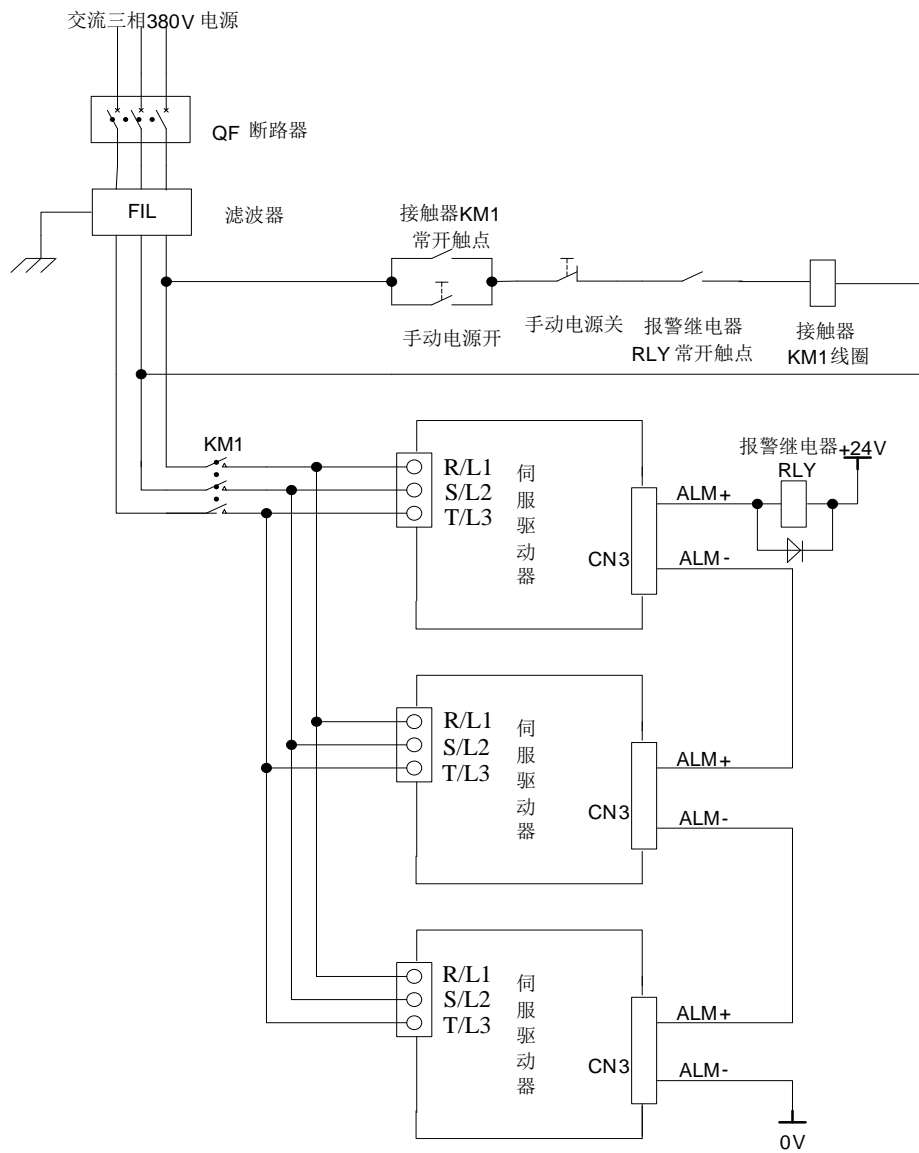 交流三相380V 电源
QF 断路器
FIL
滤波器
接触器KM1
常开触点
手动电源开
手动电源关
报警继电器
RLY 常开触点
接触器
KM1 线圈
KM1
R/L1
S/L2
T/L3
伺服驱动器
CN3
ALM+
ALM-
报警继电器
RLY
+24V
R/L1
S/L2
T/L3
伺服驱动器
CN3
ALM+
ALM-
R/L1
S/L2
T/L3
伺服驱动器
CN3
ALM+
ALM-
0V